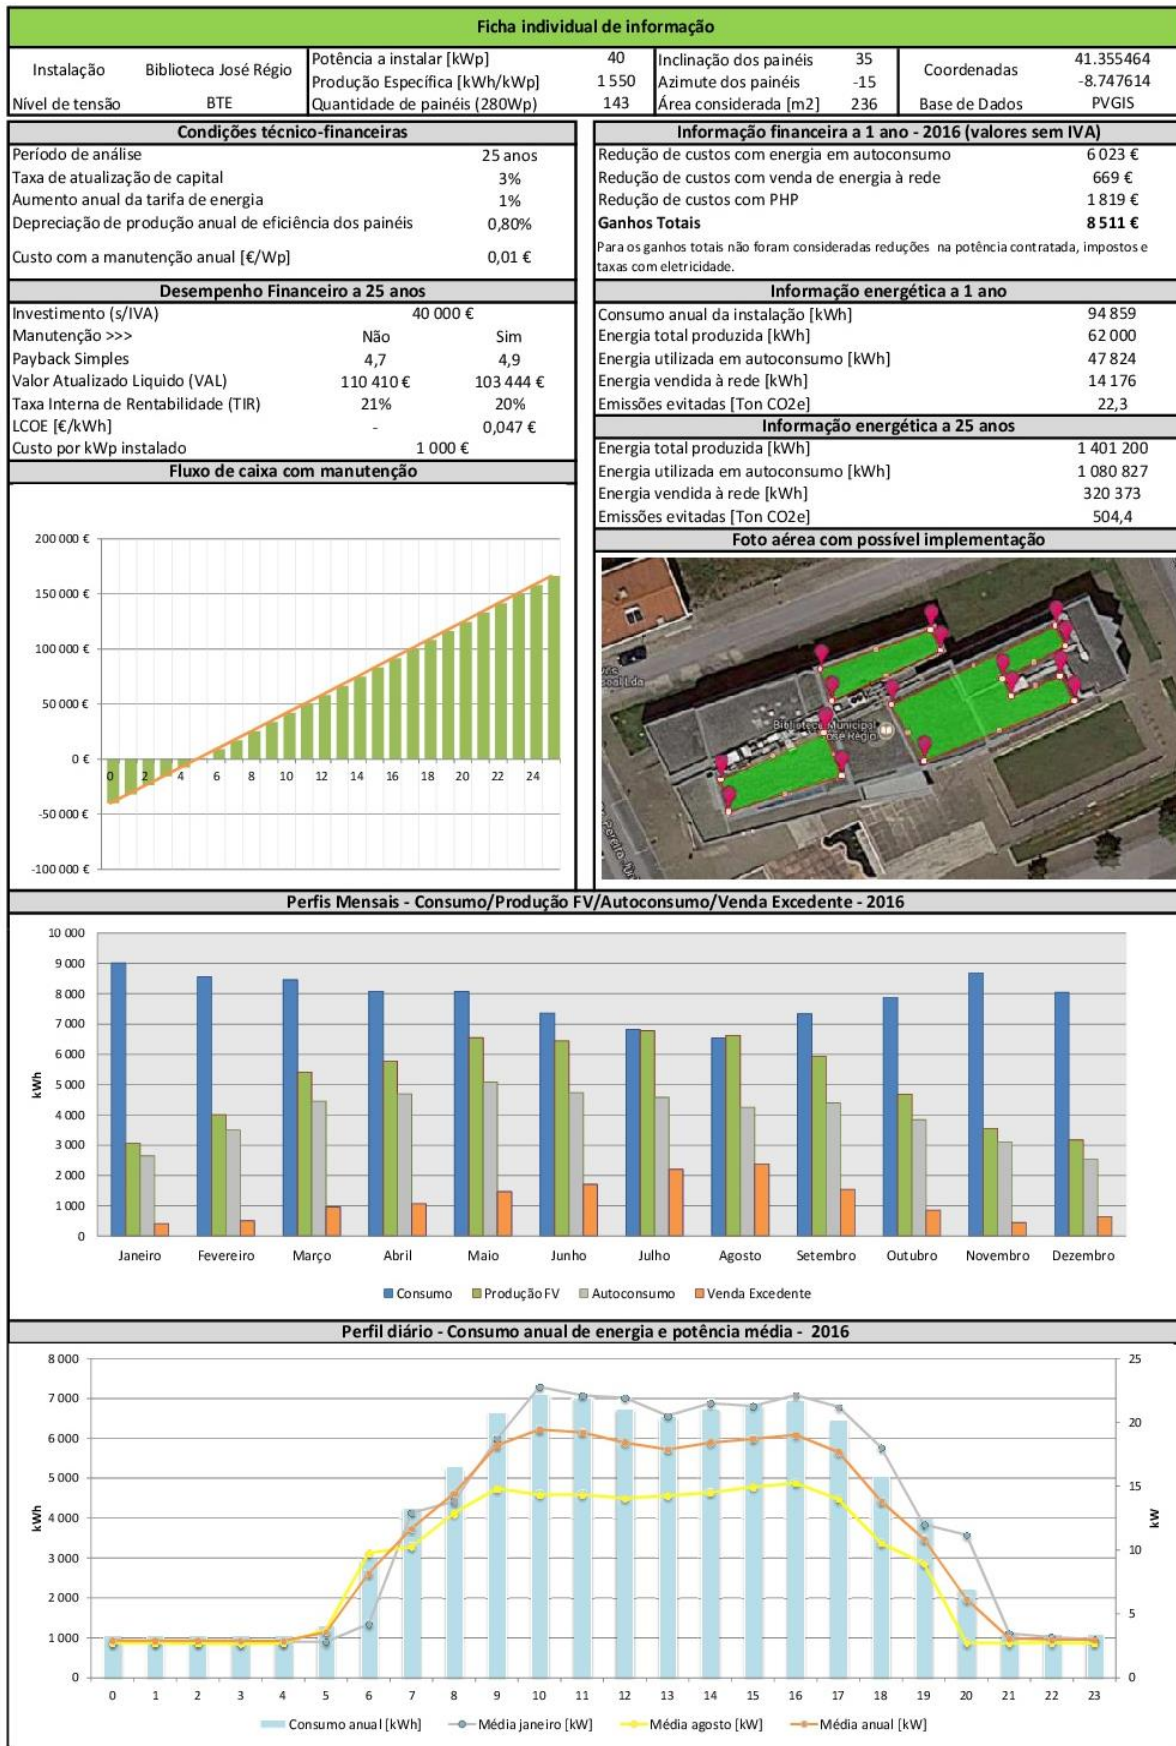 Ficha individual de informação
Instalação Biblioteca José Régio
Nível de tensão BTE
Potência a instalar [kWp] 40
Produção Específica [kWh/kWp] 1 550
Quantidade de painéis (280Wp) 143
Inclinação dos painéis 35
Azimute dos painéis -15
Área considerada [m2] 236
Coordenadas 41.355464
-8.747614
Base de Dados PVGIS
Condições técnico-financeiras
Período de análise 25 anos
Taxa de atualização de capital 3%
Aumento anual da tarifa de energia 1%
Depreciação de produção anual de eficiência dos painéis 0,80%
Custo com a manutenção anual [€/Wp] 0,01 €
Desempenho Financeiro a 25 anos
Investimento (s/IVA) 40 000 €
Manutenção >>> Não Sim
Payback Simples 4,7 4,9
Valor Atualizado Liquido (VAL) 110 410 € 103 444 €
Taxa Interna de Rentabilidade (TIR) 21% 20%
LCOE [€/kWh] - 0,047 €
Custo por kWp instalado 1 000 €
Fluxo de caixa com manutenção
200 000 €
150 000 €
100 000 €
50 000 €
0 €
-50 000 €
-100 000 €
0 2 4 6 8 10 12 14 16 18 20 22 24
Informação financeira a 1 ano - 2016 (valores sem IVA)
Redução de custos com energia em autoconsumo 6 023 €
Redução de custos com venda de energia à rede 669 €
Redução de custos com PHP 1 819 €
Ganhos Totais 8 511 €
Para os ganhos totais não foram consideradas reduções na potência contratada, impostos e
taxas com eletricidade.
Informação energética a 1 ano
Consumo anual da instalação [kWh] 94 859
Energia total produzida [kWh] 62 000
Energia utilizada em autoconsumo [kWh] 47 824
Energia vendida à rede [kWh] 14 176
Emissões evitadas [Ton CO2e] 22,3
Informação energética a 25 anos
Energia total produzida [kWh] 1 401 200
Energia utilizada em autoconsumo [kWh] 1 080 827
Energia vendida à rede [kWh] 320 373
Emissões evitadas [Ton CO2e] 504,4
Foto aérea com possível implementação
Biblioteca Municipal
José Régio
Perfis Mensais - Consumo/Produção FV/Autoconsumo/Venda Excedente - 2016
kWh
10 000
9 000
8 000
7 000
6 000
5 000
4 000
3 000
2 000
1 000
0
Janeiro Fevereiro Março Abril Maio Junho Julho Agosto Setembro Outubro Novembro Dezembro
Consumo Produção FV Autoconsumo Venda Excedente
Perfil diário - Consumo anual de energia e potência média - 2016
kWh
8 000
7 000
6 000
5 000
4 000
3 000
2 000
1 000
0
25
20
15
10
5
0
kW
0 1 2 3 4 5 6 7 8 9 10 11 12 13 14 15 16 17 18 19 20 21 22 23
Consumo anual [kWh] Média janeiro [kW] Média agosto [kW] Média anual [kW]